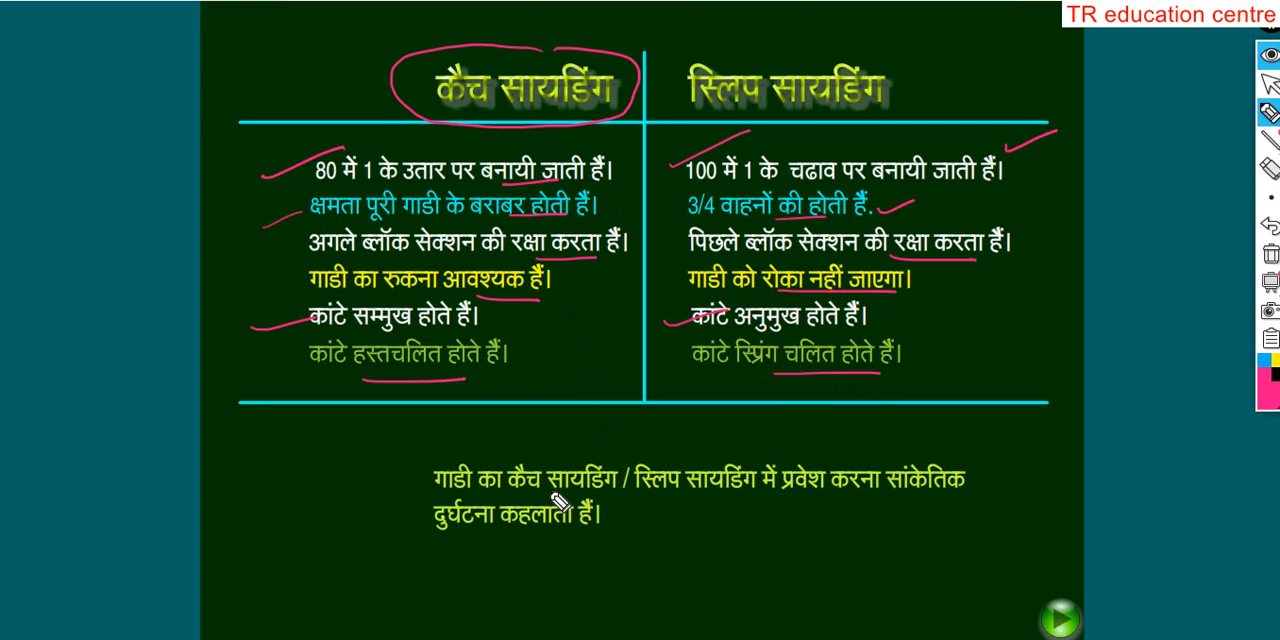 TR education centre
कैच सायडिंग
स्लिप सायडिंग
80 में 1 के उतार पर बनायी जाती हैं।
क्षमता पूरी गाडी के बराबर होती हैं।
अगले ब्लॉक सेक्शन की रक्षा करता हैं।
गाडी का रुकना आवश्यक हैं।
कांटे सम्मुख होते हैं।
कांटे हस्तचलित होते हैं।
100 में 1 के चढाव पर बनायी जाती हैं।
3/4 वाहनों की होती हैं.
पिछले ब्लॉक सेक्शन की रक्षा करता हैं।
गाडी को रोका नहीं जाएगा।
कांटे अनुमुख होते हैं।
कांटे स्प्रिंग चलित होते हैं।
गाडी का कैच सायडिंग / स्लिप सायडिंग में प्रवेश करना सांकेतिक
दुर्घटना कहलाता हैं।